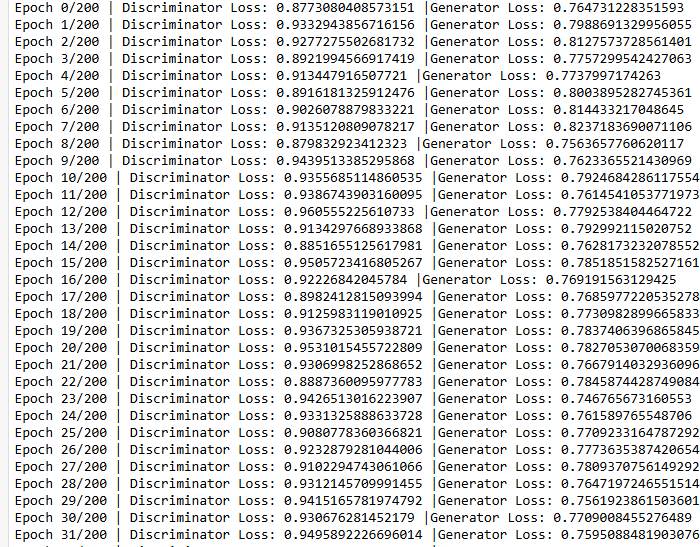 Epoch 0/200 | Discriminator Loss: 0.8773080408573151 |Generator Loss: 0.764731228351593
Epoch 1/200 | Discriminator Loss: 0.9332943856716156 |Generator Loss: 0.7988691329956055
Epoch 2/200 | Discriminator Loss: 0.9277275502681732 |Generator Loss: 0.8127573728561401
Epoch 3/200 | Discriminator Loss: 0.8921994566917419 |Generator Loss: 0.7757299542427063
Epoch 4/200 | Discriminator Loss: 0.913447916507721 |Generator Loss: 0.7737997174263
Epoch 5/200 | Discriminator Loss: 0.8916181325912476 |Generator Loss: 0.8003895282745361
Epoch 6/200 | Discriminator Loss: 0.9026078879833221 |Generator Loss: 0.814433217048645
Epoch 7/200 | Discriminator Loss: 0.9135120809078217 |Generator Loss: 0.8237183690071106
Epoch 8/200 | Discriminator Loss: 0.879832923412323 |Generator Loss: 0.7563657760620117
Epoch 9/200 | Discriminator Loss: 0.9439513385295868 |Generator Loss: 0.7623365521430969
Epoch 10/200 | Discriminator Loss: 0.9355685114860535 |Generator Loss: 0.7924684286117554
Epoch 11/200 | Discriminator Loss: 0.9386743903160095 |Generator Loss: 0.7614541053771973
Epoch 12/200 | Discriminator Loss: 0.960555225610733 |Generator Loss: 0.7792538404464722
Epoch 13/200 | Discriminator Loss: 0.9134297668933868 |Generator Loss: 0.792992115020752
Epoch 14/200 | Discriminator Loss: 0.8851655125617981 |Generator Loss: 0.7628173232078552
Epoch 15/200 | Discriminator Loss: 0.9505723416805267 |Generator Loss: 0.7851851582527161
Epoch 16/200 | Discriminator Loss: 0.92226842045784 |Generator Loss: 0.769191563129425
Epoch 17/200 | Discriminator Loss: 0.8982412815093994 |Generator Loss: 0.7685977220535278
Epoch 18/200 | Discriminator Loss: 0.9125983119010925 |Generator Loss: 0.7730982899665833
Epoch 19/200 | Discriminator Loss: 0.9367325305938721 |Generator Loss: 0.7837406396865845
Epoch 20/200 | Discriminator Loss: 0.9531015455722809 |Generator Loss: 0.7827053070068359
Epoch 21/200 | Discriminator Loss: 0.9306998252868652 |Generator Loss: 0.7667914032936096
Epoch 22/200 | Discriminator Loss: 0.8887360095977783 |Generator Loss: 0.7845874428749084
Epoch 23/200 | Discriminator Loss: 0.9426513016223907 |Generator Loss: 0.746765673160553
Epoch 24/200 | Discriminator Loss: 0.9331325888633728 |Generator Loss: 0.761589765548706
Epoch 25/200 | Discriminator Loss: 0.9080778360366821 |Generator Loss: 0.7709233164787292
Epoch 26/200 | Discriminator Loss: 0.9232879281044006 |Generator Loss: 0.7773635387420654
Epoch 27/200 | Discriminator Loss: 0.9102294743061066 |Generator Loss: 0.7809370756149292
Epoch 28/200 | Discriminator Loss: 0.9312145709991455 |Generator Loss: 0.7647197246551514
Epoch 29/200 | Discriminator Loss: 0.9415165781974792 |Generator Loss: 0.7561923861503601
Epoch 30/200 | Discriminator Loss: 0.930676281452179 |Generator Loss: 0.7709008455276489
Epoch 31/200 | Discriminator Loss: 0.9495892226696014 |Generator Loss: 0.7595088481903076